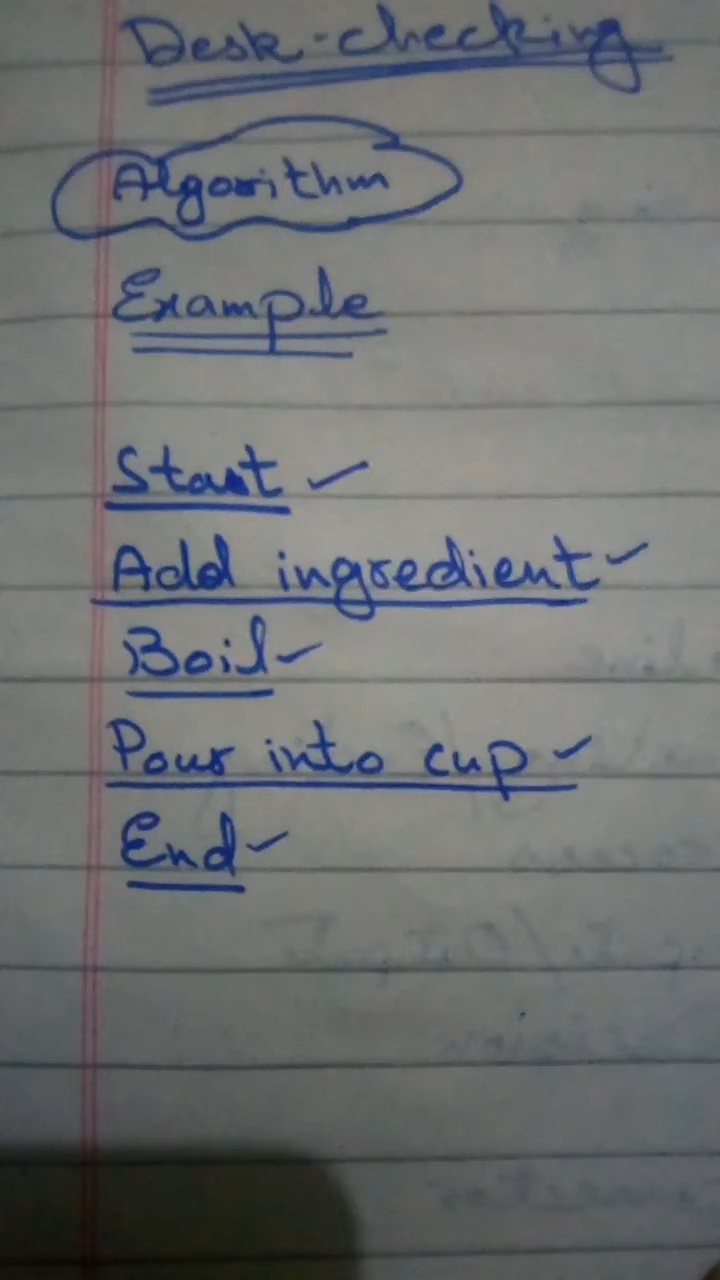 Desk-checking
Algorithm
Example
Start ✓
Add ingredient ✓
Boil ✓
Pour into cup ✓
End ✓